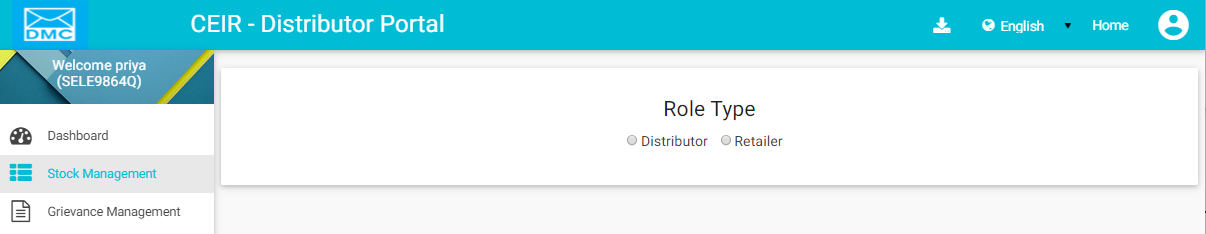 DMC
CEIR - Distributor Portal
English
Home
Welcome priya
(SELE9864Q)
Dashboard
Stock Management
Grievance Management
Role Type
Distributor
Retailer